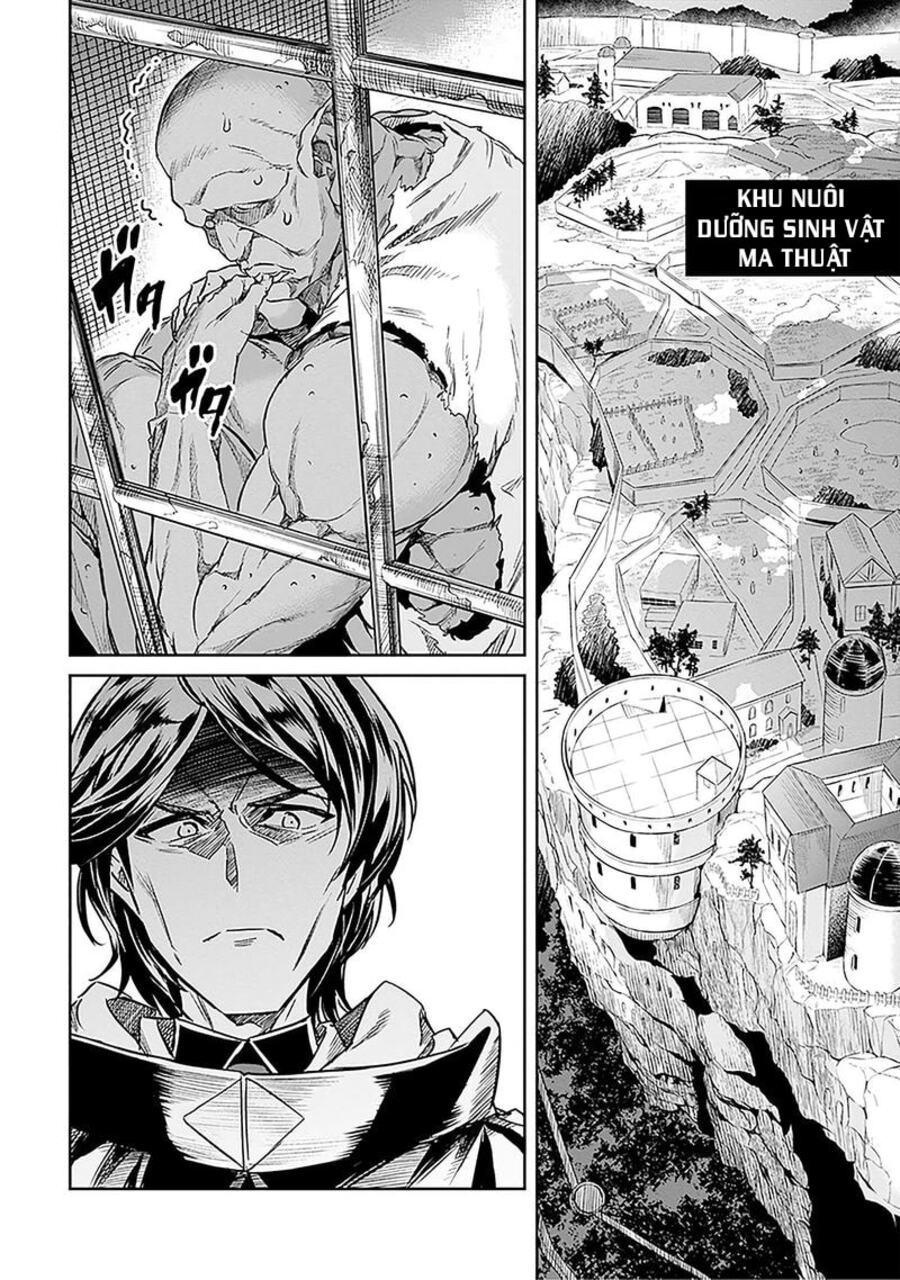 KHU NUÔI
DƯỠNG SINH VẬT
MA THUẬT
ガタ
ガタ